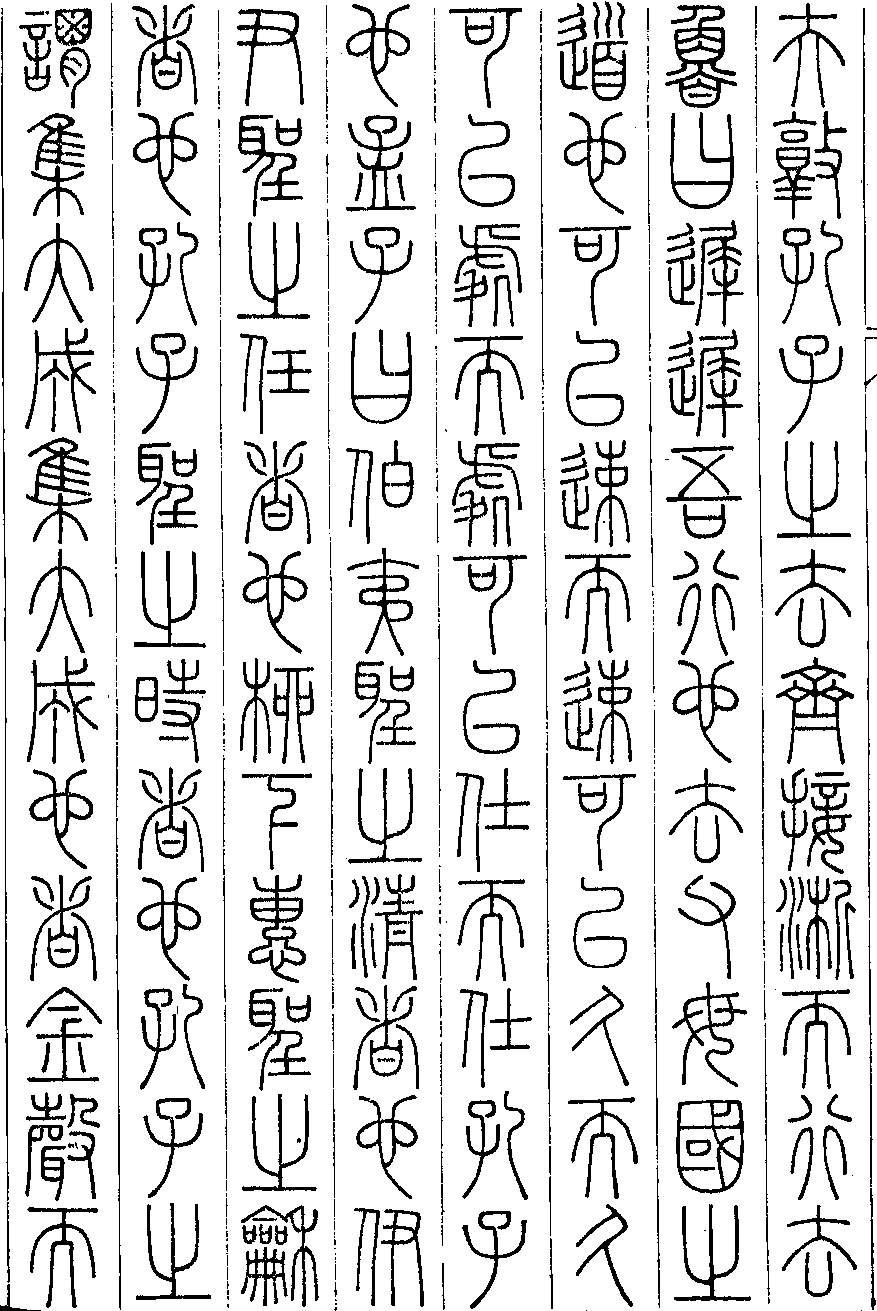 夫敦孔子之去齊接淅而行去
魯曰遲遲吾行也去父母國之
道也可以速而速可以久而久
可以處而處可以仕而仕孔子
也孟子曰伯夷聖之清者也伊
尹聖之任者也柳下惠聖之龢
者也孔子聖之時者也孔子之
謂集大成集大成也者金聲而